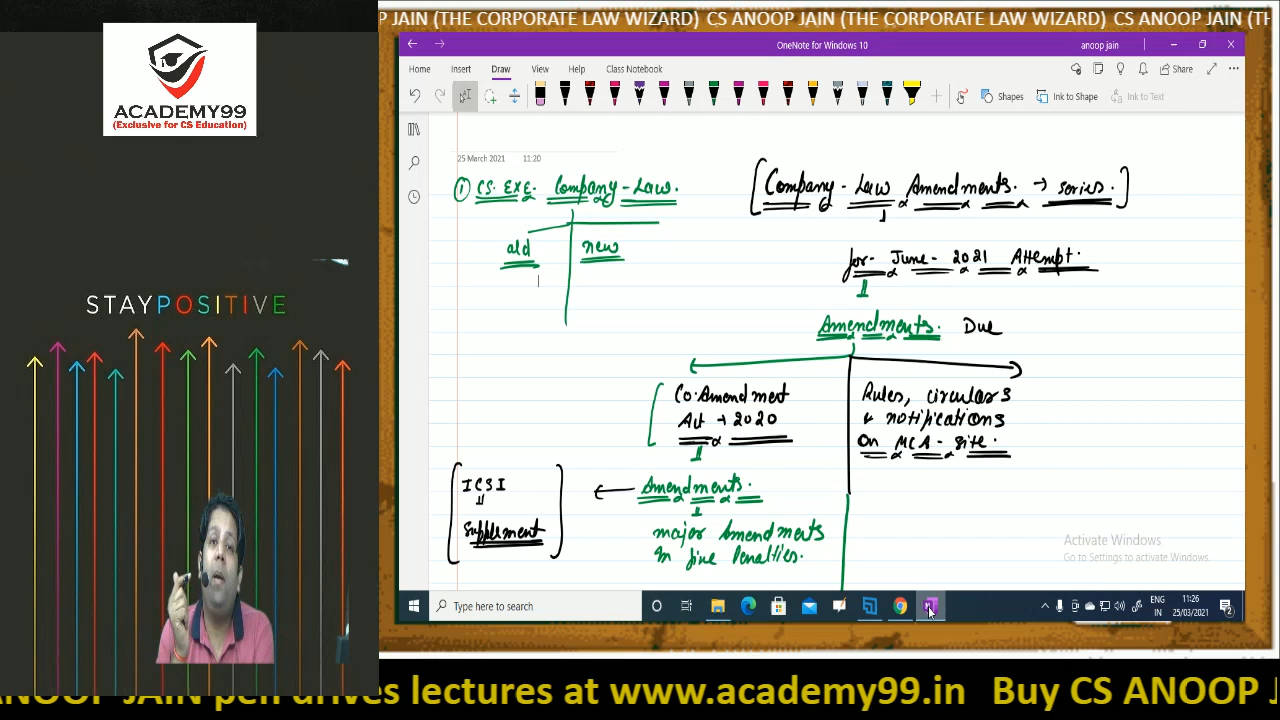 JAIN (THE CORPORATE LAW WIZARD) CS ANOOP JAIN (THE CORPORATE LAW WIZARD) CS ANOOP JAIN (TH
ACADEMY99
(Exclusive for CS Education)
STAYPOSITIVE
OneNote for Windows 10
anoop jain
Home Insert Draw View Help Class Notebook
Share
Shapes Ink to Shape Ink to Text
25 March 2021 11:20
① CS. EXE. Company-Law.
old new
[Company-Law Amendments. → series.]
for June-2021 Attempt.
Amendments. Due
Co. Amendment
Act → 2020
Rules, circulars
& notifications
On MCA-site.
Amendments.
major Amendments
In fine Penalties.
ICSI
Supplement
Activate Windows
Go to Settings to activate Windows.
Type here to search
ENG
IN
11:26
25/03/2021
2
ANOOP JAIN pen drives lectures at www.academy99.in Buy CS ANOOP J